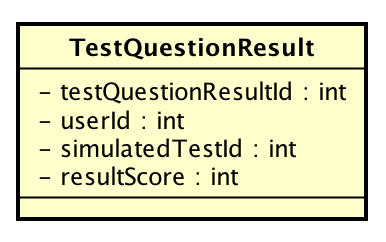 TestQuestionResult
- testQuestionResultId : int
- userId : int
- simulatedTestId : int
- resultScore : int